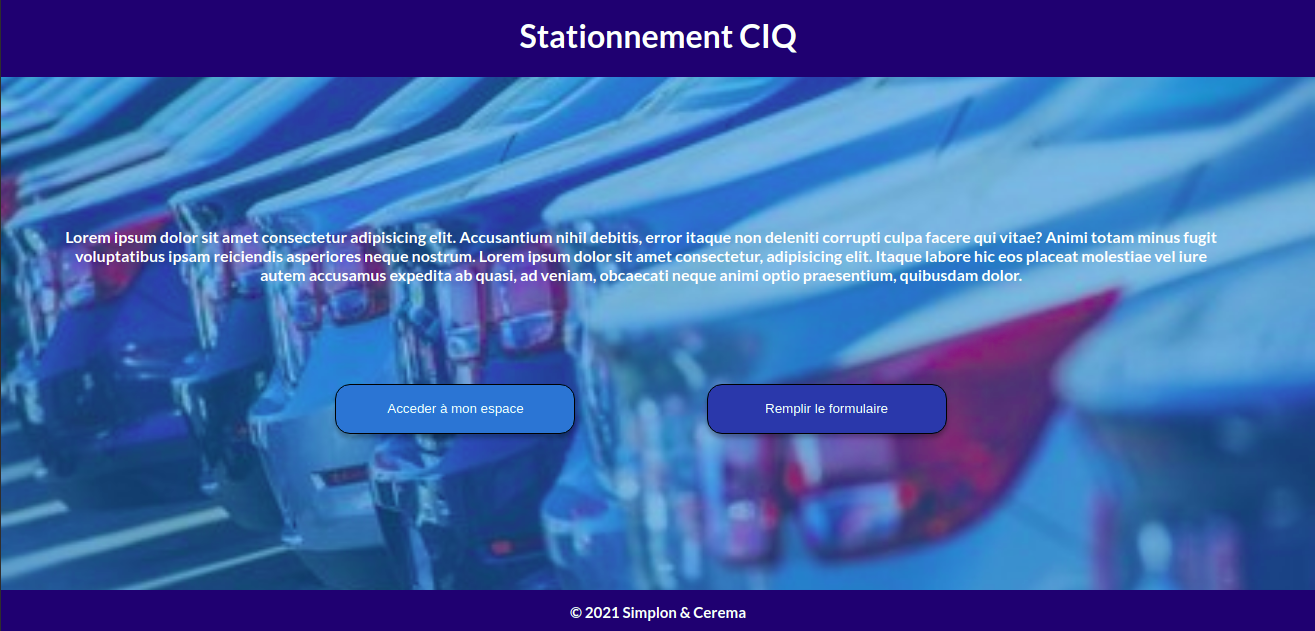 Stationnement CIQ
Lorem ipsum dolor sit amet consectetur adipisicing elit. Accusantium nihil debitis, error itaque non deleniti corrupti culpa facere qui vitae? Animi totam minus fugit
voluptatibus ipsam reiciendis asperiores neque nostrum. Lorem ipsum dolor sit amet consectetur, adipisicing elit. Itaque labore hic eos placeat molestiae vel iure
autem accusamus expedita ab quasi, ad veniam, obcaecati neque animi optio praesentium, quibusdam dolor.
Acceder à mon espace
Remplir le formulaire
© 2021 Simplon & Cerema